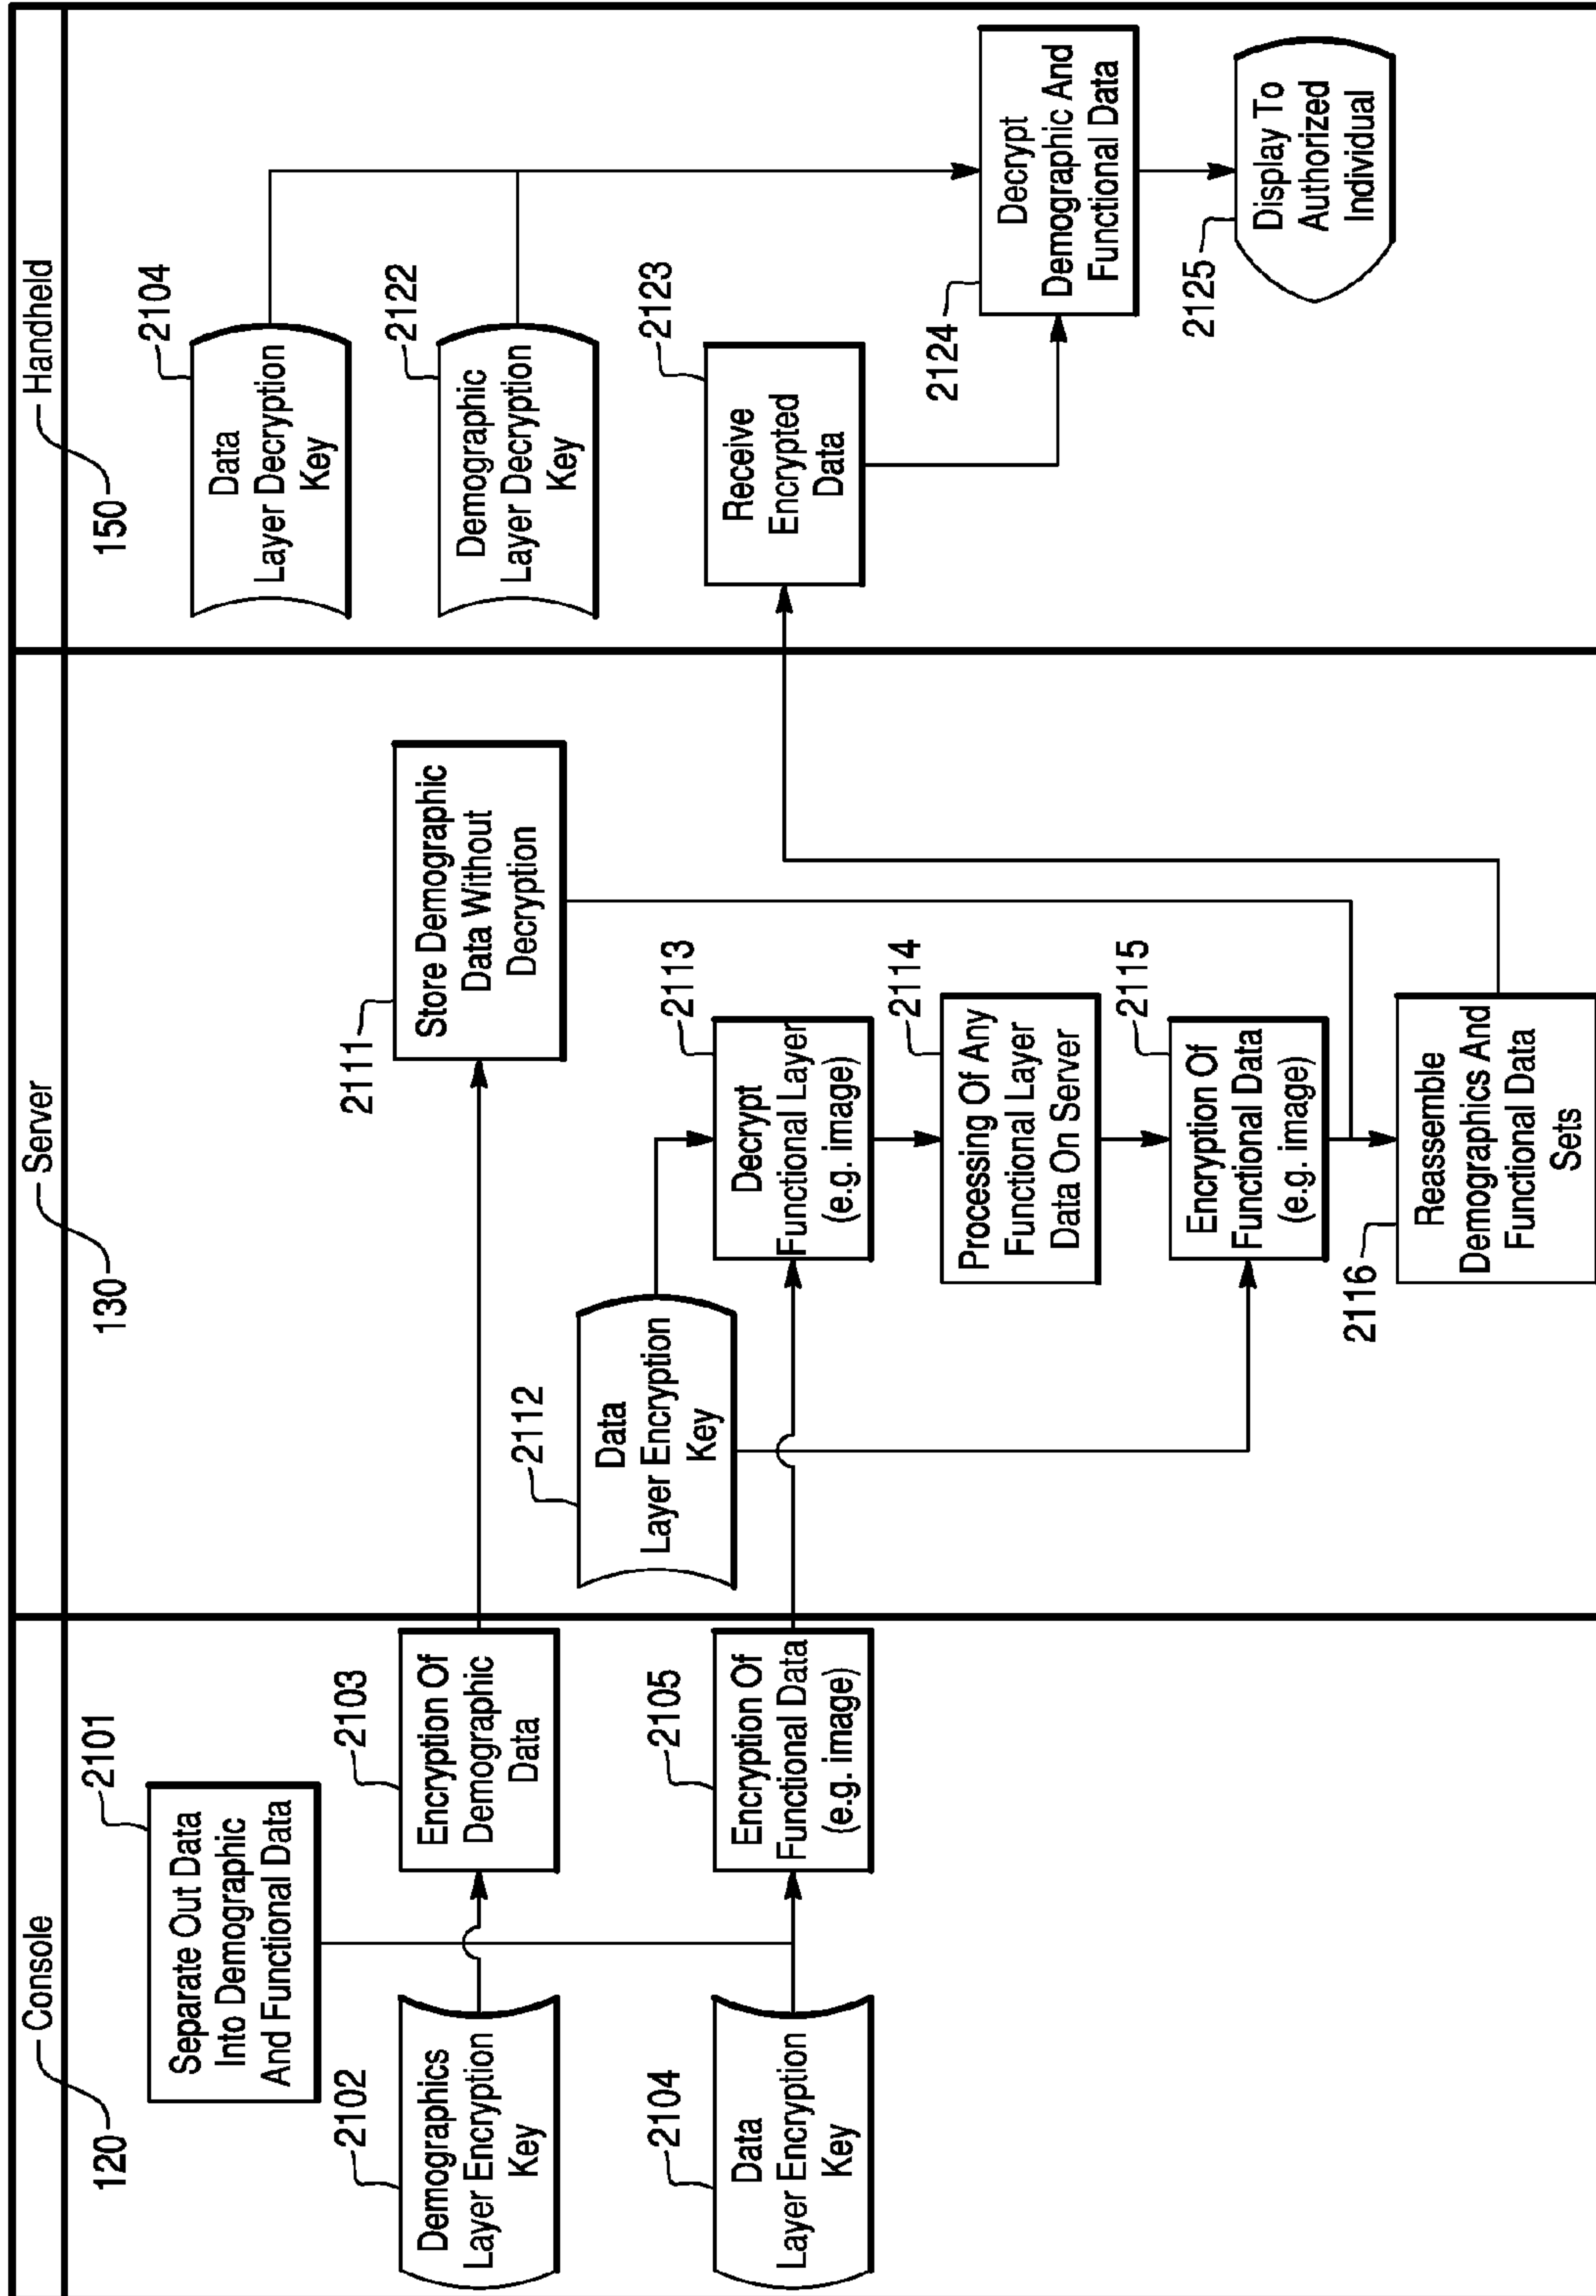 Console
120
Separate Out Data
Into Demographic
And Functional Data
2101
Demographics
Layer Encryption
Key
2102
Encryption Of
Demographic
Data
2103
Data
Layer Encryption
Key
2104
Encryption Of
Functional Data
(e.g. image)
2105
Server
130
Store Demographic
Data Without
Decryption
2111
Data
Layer Encryption
Key
2112
Decrypt
Functional Layer
(e.g. image)
2113
Processing Of Any
Functional Layer
Data On Server
2114
Encryption Of
Functional Data
(e.g. image)
2115
Reassemble
Demographics And
Functional Data
Sets
2116
Handheld
150
Data
Layer Decryption
Key
2104
Demographic
Layer Decryption
Key
2122
Receive
Encrypted
Data
2123
Decrypt
Demographic And
Functional Data
2124
Display To
Authorized
Individual
2125